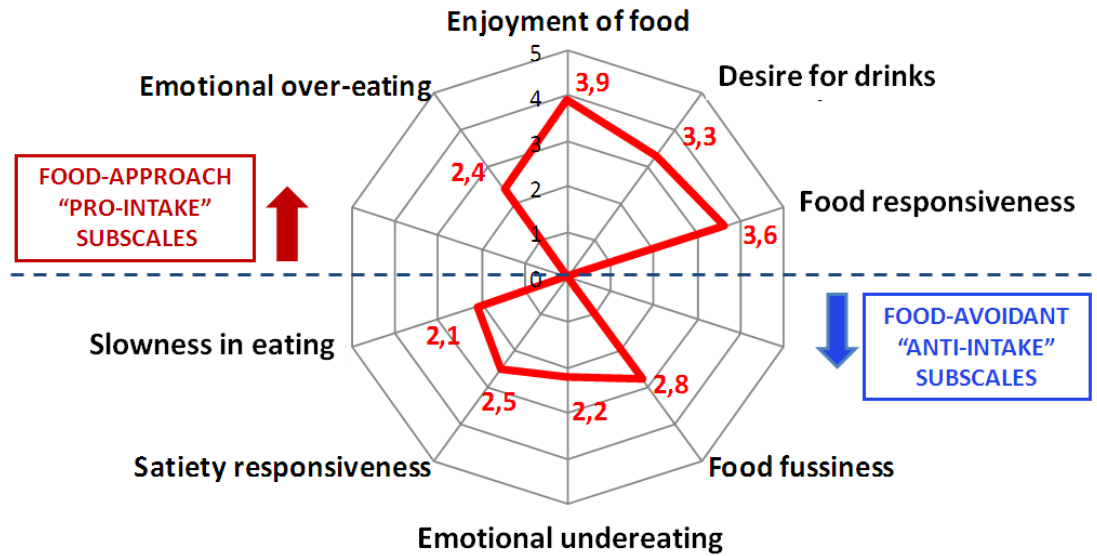 Enjoyment of food
5
Emotional over-eating
Desire for drinks
3,9
4
3,3
3
2,4
FOOD-APPROACH
“PRO-INTAKE”
SUBSCALES
2
Food responsiveness
3,6
1
0
FOOD-AVOIDANT
“ANTI-INTAKE”
SUBSCALES
Slowness in eating
2,1
2,5
2,2
2,8
Satiety responsiveness
Food fussiness
Emotional undereating